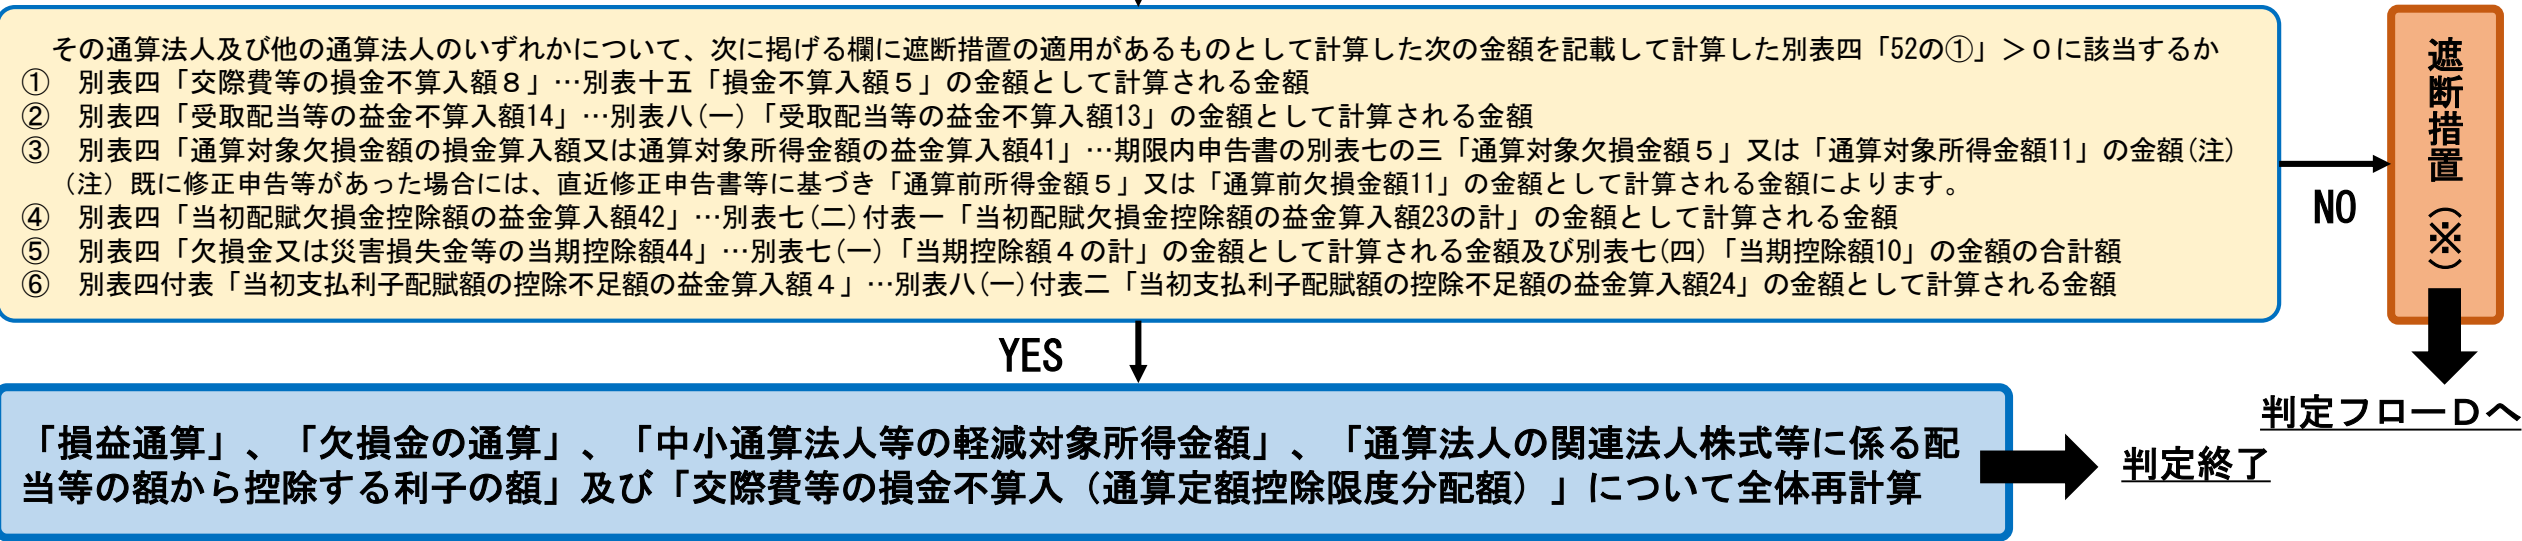 その通算法人及び他の通算法人のいずれかについて、次に掲げる欄に遮断措置の適用があるものとして計算した次の金額を記載して計算した別表四「52の①」＞０に該当するか
① 別表四「交際費等の損金不算入額８」…別表十五「損金不算入額５」の金額として計算される金額
② 別表四「受取配当等の益金不算入額14」…別表八(一)「受取配当等の益金不算入額13」の金額として計算される金額
③ 別表四「通算対象欠損金額の損金算入額又は通算対象所得金額の益金算入額41」…期限内申告書の別表七の三「通算対象欠損金額５」又は「通算対象所得金額11」の金額(注)
(注) 既に修正申告等があった場合には、直近修正申告書等に基づき「通算前所得金額５」又は「通算前欠損金額11」の金額として計算される金額によります。
④ 別表四「当初配賦欠損金控除額の益金算入額42」…別表七(二)付表一「当初配賦欠損金控除額の益金算入額23の計」の金額として計算される金額
⑤ 別表四「欠損金又は災害損失金等の当期控除額44」…別表七(一)「当期控除額４の計」の金額として計算される金額及び別表七(四)「当期控除額10」の金額の合計額
⑥ 別表四付表「当初支払利子配賦額の控除不足額の益金算入額４」…別表八(一)付表二「当初支払利子配賦額の控除不足額の益金算入額24」の金額として計算される金額
NO
遮断措置（※）
判定フローＤへ
YES
「損益通算」、「欠損金の通算」、「中小通算法人等の軽減対象所得金額」、「通算法人の関連法人株式等に係る配
当等の額から控除する利子の額」及び「交際費等の損金不算入（通算定額控除限度分配額）」について全体再計算
判定終了